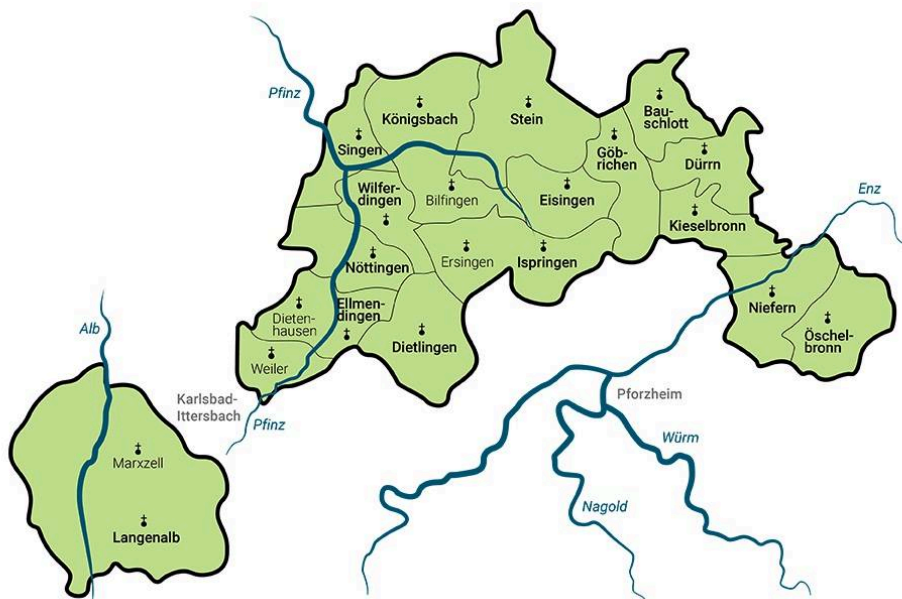 Pfinz
Königsbach
Stein
Bau-
schlott
Singen
Göb-
richen
Dürrn
Wilfer-
dingen
Bilfingen
Eisingen
Enz
Kieselbronn
Nöttingen
Ersingen
Ispringen
Niefern
Öschel-
bronn
Dieten-
hausen
Ellmen-
dingen
Dietlingen
Weiler
Alb
Karlsbad-
Ittersbach
Pfinz
Pforzheim
Würm
Marxzell
Nagold
Langenalb